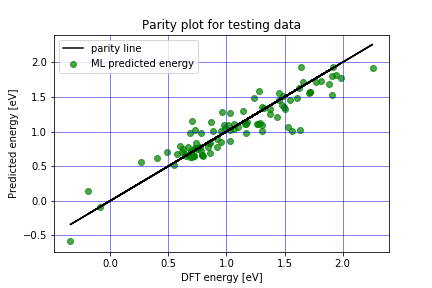 Parity plot for testing data
parity line
ML predicted energy
Predicted energy [eV]
2.0
1.5
1.0
0.5
0.0
−0.5
0.0
0.5
1.0
1.5
2.0
DFT energy [eV]